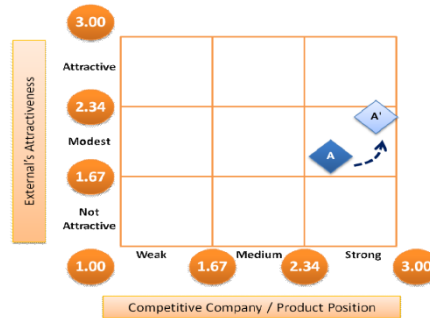 External's Attractiveness
3.00
Attractive
2.34
Modest
1.67
Not
Attractive
1.00
A
A'
Weak
1.67
Medium
2.34
Strong
3.00
Competitive Company / Product Position